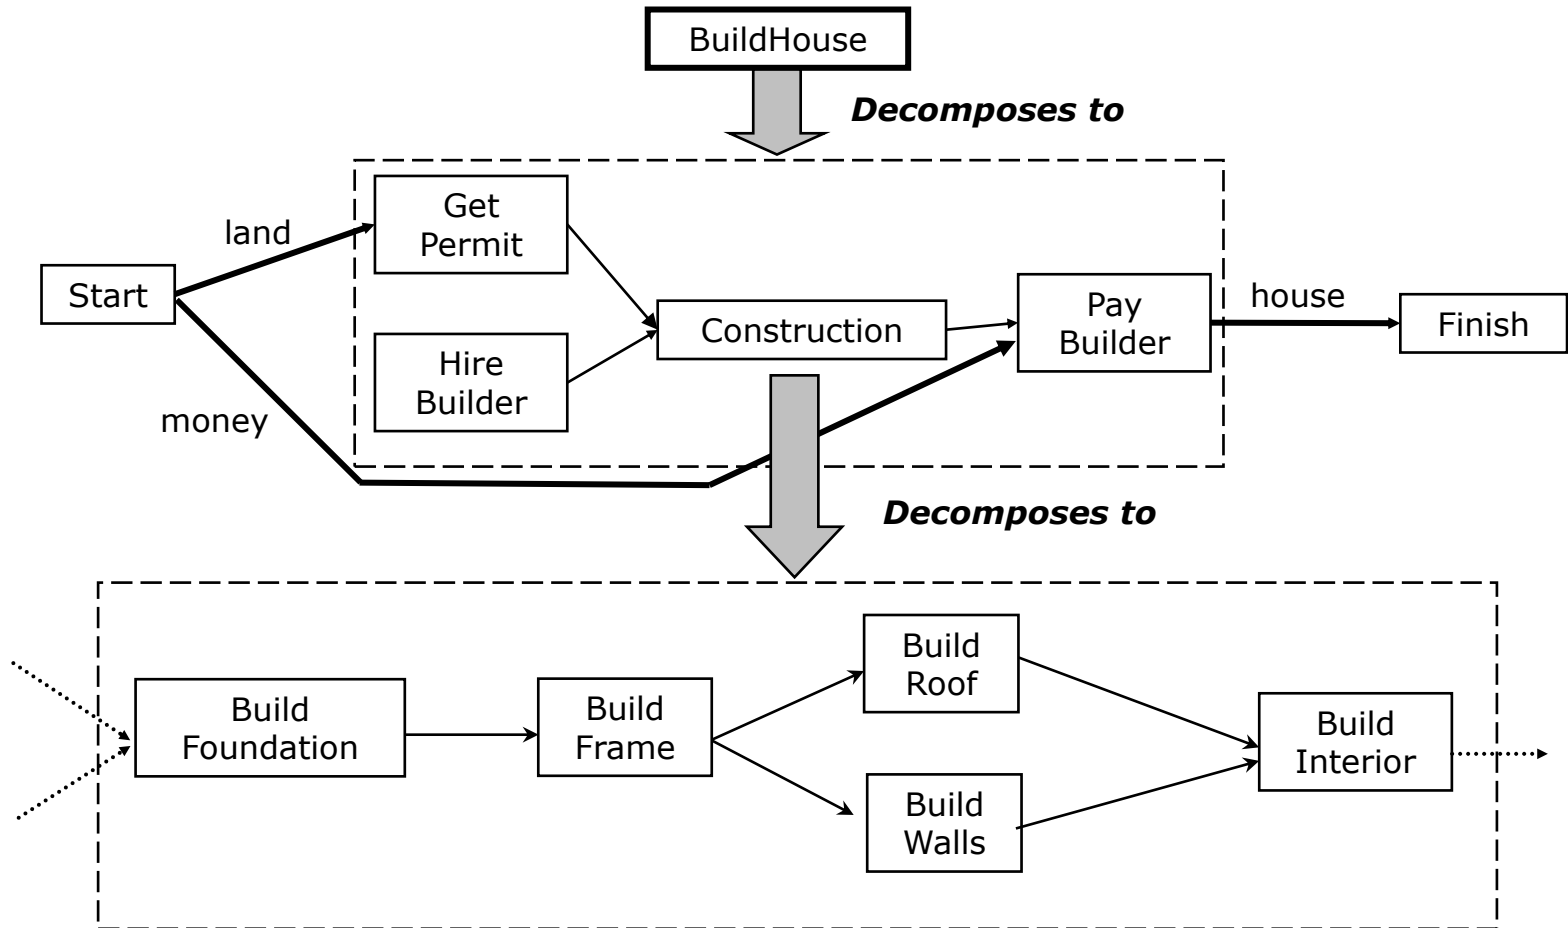 BuildHouse
Decomposes to
Get
Permit
land
Start
house
Pay
Builder
Finish
Construction
Hire
Builder
money
Decomposes to
Build
Roof
Build
Foundation
Build
Frame
Build
Interior
Build
Walls